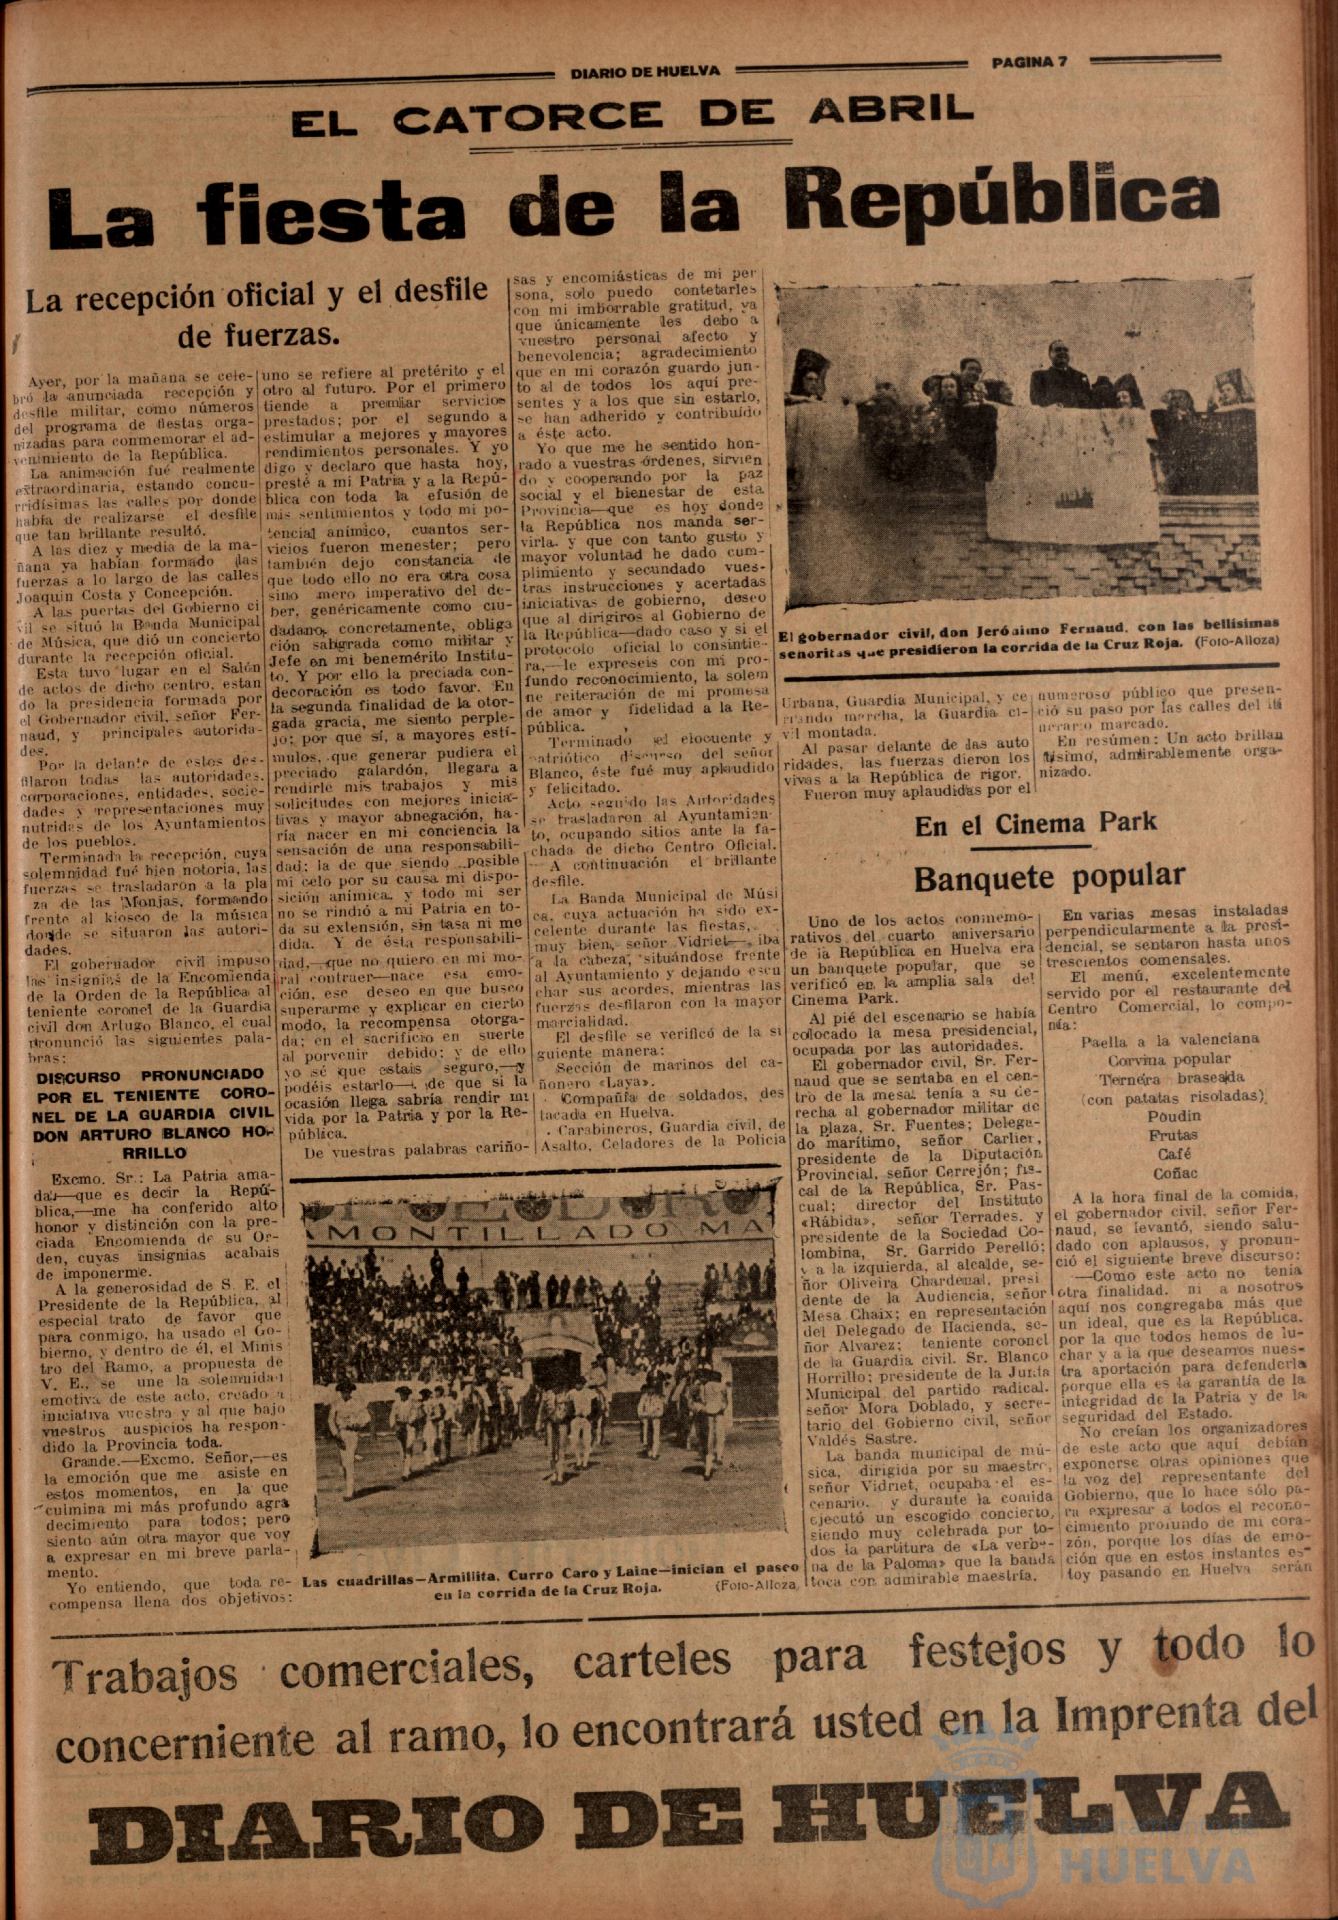 DIARIO DE HUELVA
PAGINA 7
EL CATORCE DE ABRIL
La fiesta de la República
La recepción oficial y el desfile
de fuerzas.
Ayer, por la mañana se cele-
bró la anunciada recepción y
desfile militar, como números
del programa de fiestas orga-
nizadas para conmemorar el ad-
venimiento de la República.
La animación fué realmente
extraordinaria, estando concu-
rridísimas las calles por donde
había de realizarse el desfile
que tan brillante resultó.
A las diez y media de la ma-
ñana ya habían formado las
fuerzas a lo largo de las calles
Joaquín Costa y Concepción.
A las puertas del Gobierno ci
vil se situó la Banda Municipal
de Música, que dió un concierto
durante la recepción oficial.
Esta tuvo lugar en el Salón
de actos de dicho centro, estan
do la presidencia formada por
el Gobernador civil, señor Fer-
naud, y principales autorida-
des.
Por la delante de estos des-
filaron todas las autoridades,
corporaciones, entidades, socie-
dades y representaciones muy
nutridas de los Ayuntamientos
de los pueblos.
Terminada la recepción, cuya
solemnidad fué bien notoria, las
fuerzas se trasladaron a la pla
za de las Monjas, formando
frente al kiosco de la música
donde se situaron las autori-
dades.
El gobernador civil impuso
las insignias de la Encomienda
de la Orden de la República al
teniente coronel de la Guardia
civil don Artugo Blanco, el cual
pronunció las siguientes pala-
bras:
DISCURSO PRONUNCIADO
POR EL TENIENTE CORO-
NEL DE LA GUARDIA CIVIL
DON ARTURO BLANCO HO-
RRILLO
Excmo. Sr.: La Patria ama-
da—que es decir la Repú-
blica,—me ha conferido alto
honor y distinción con la pre-
ciada Encomienda de su Or-
den, cuyas insignias acabais
de imponerme.
A la generosidad de S. E. el
Presidente de la República, al
especial trato de favor que
para conmigo, ha usado el Go-
bierno, y dentro de él, el Minis
tro del Ramo, a propuesta de
V. E., se une la solemnidad
emotiva de este acto, creado a
iniciativa vuestra y al que bajo
vuestros auspicios ha respon-
dido la Provincia toda.
Grande.—Excmo. Señor,—es
la emoción que me asiste en
estos momentos, en la que
culmina mi más profundo agra
decimiento para todos; pero
siento aún otra mayor que voy
a expresar en mi breve parla-
mento.
Yo entiendo, que toda re-
compensa llena dos objetivos:
uno se refiere al pretérito y el
otro al futuro. Por el primero
tiende a premiar servicios
prestados; por el segundo a
estimular a mejores y mayores
rendimientos personales. Y yo
digo y declaro que hasta hoy,
presté a mi Patria y a la Repú-
blica con toda la efusión de
mis sentimientos y todo mi po-
tencial anímico, cuantos ser-
vicios fueron menester; pero
también dejo constancia de
que todo ello no era otra cosa
sino mero imperativo del de-
ber, genéricamente como ciu-
dadano, concretamente, obliga
ción sabgrada como militar y
Jefe en mi benemérito Institu-
to. Y por ello la preciada con-
decoración es todo favor. En
la segunda finalidad de la otor-
gada gracia, me siento perple-
jo; por que sí, a mayores estí-
mulos, que generar pudiera el
preciado galardón, llegara a
rendirle mis trabajos y mis
solicitudes con mejores inicia-
tivas y mayor abnegación, ha-
ría nacer en mi conciencia la
sensación de una responsabili-
dad; la de que siendo posible
mi celo por su causa mi dispo-
sición anímica, y todo mi ser
no se rindió a mi Patria en to-
da su extensión, sin tasa ni me
dida. Y de ésta responsabili-
dad,—que no quiero en mi mo-
ral contraer—nace esa emo-
ción, ese deseo en que busco
superarme y explicar en cierto
modo, la recompensa otorga-
da; en el sacrificio en suerte
al porvenir debido; y de ello
yo sé que estais seguro,—y
podéis estarlo—. de que si la
ocasión llega sabría rendir mi
vida por la Patria y por la Re-
pública.
De vuestras palabras cariño-
sas y encomiásticas de mi per
sona, solo puedo contetarles
con mi imborrable gratitud, ya
que únicamente les debo a
vuestro personal afecto y
benevolencia; agradecimiento
que en mi corazón guardo jun-
to al de todos los aquí pre-
sentes y a los que sin estarlo,
se han adherido y contribuído
a éste acto.
Yo que me he sentido hon-
rado a vuestras órdenes, sirvien
do y cooperando por la paz
social y el bienestar de esta
Provincia—que es hoy donde
la República nos manda ser-
virla. y que con tanto gusto y
mayor voluntad he dado cum-
plimiento y secundado vues-
tras instrucciones y acertadas
iniciativas de gobierno, deseo
que al dirigiros al Gobierno de
la República—dado caso y si el
protocolo oficial lo consintie-
ra,—le expreseis con mi pro-
fundo reconocimiento, la solem
ne reiteración de mi promesa
de amor y fidelidad a la Re-
pública.
Terminado el elocuente y
patriótico discurso del señor
Blanco, éste fué muy aplaudido
y felicitado.
Acto seguido las Autoridades
se trasladaron al Ayuntamien-
to, ocupando sitios ante la fa-
chada de dicho Centro Oficial.
A continuación el brillante
desfile.
La Banda Municipal de Músi
ca, cuya actuación ha sido ex-
celente durante las fiestas,
muy bien, señor Vidriet—, iba
a la cabeza, situándose frente
al Ayuntamiento y dejando escu
char sus acordes, mientras las
fuerzas desfilaron con la mayor
marcialidad.
El desfile se verificó de la si
guiente manera:
Sección de marinos del ca-
ñonero «Laya».
Compañía de soldados, des
tacada en Huelva.
Carabineros, Guardia civil, de
Asalto, Celadores de la Policía
El gobernador civil, don Jerónimo Fernaud, con las bellísimas
señoritas que presidieron la corrida de la Cruz Roja. (Foto-Alloza)
Urbana, Guardia Municipal, y ce
rrando marcha, la Guardia ci-
vil montada.
Al pasar delante de las auto
ridades, las fuerzas dieron los
vivas a la República de rigor.
Fueron muy aplaudidas por el
numeroso público que presen-
ció su paso por las calles del iti
nerario marcado.
En resúmen: Un acto brillan
tísimo, admirablemente orga-
nizado.
En el Cinema Park
Banquete popular
Uno de los actos conmemo-
rativos del cuarto aniversario
de la República en Huelva era
un banquete popular, que se
verificó en la amplia sala del
Cinema Park.
Al pié del escenario se había
colocado la mesa presidencial,
ocupada por las autoridades.
El gobernador civil, Sr. Fer-
naud que se sentaba en el cen-
tro de la mesa tenía a su de-
recha al gobernador militar de
la plaza, Sr. Fuentes; Delega-
do marítimo, señor Carlier,
presidente de la Diputación
Provincial, señor Cerrejón; fis-
cal de la República, Sr. Pas-
cual; director del Instituto
«Rábida», señor Terrades, y
presidente de la Sociedad Co-
lombina, Sr. Garrido Perelló;
y a la izquierda, al alcalde, se-
ñor Oliveira Chardenal, presi
dente de la Audiencia, señor
Mesa Chaix; en representación
del Delegado de Hacienda, se-
ñor Alvarez; teniente coronel
de la Guardia civil. Sr. Blanco
Horrillo; presidente de la Junta
Municipal del partido radical,
señor Mora Doblado, y secre-
tario del Gobierno civil, señor
Valdés Sastre.
La banda municipal de mú-
sica, dirigida por su maestro,
señor Vidriet, ocupaba el es-
cenario, y durante la comida
ejecutó un escogido concierto,
siendo muy celebrada por to-
dos la partitura de «La verbe-
na de la Paloma» que la banda
toca con admirable maestría.
En varias mesas instaladas
perpendicularmente a la presi-
dencial, se sentaron hasta unos
trescientos comensales.
El menú, excelentemente
servido por el restaurante del
Centro Comercial, lo compo-
nía:
Paella a la valenciana
Corvina popular
Ternera braseada
(con patatas risoladas)
Poudin
Frutas
Café
Coñac
A la hora final de la comida,
el gobernador civil, señor Fer-
naud, se levantó, siendo salu-
dado con aplausos, y pronun-
ció el siguiente breve discurso:
—Como este acto no tenía
otra finalidad, ni a nosotros
aquí nos congregaba más que
un ideal, que es la República,
por la que todos hemos de lu-
char y a la que deseamos nues-
tra aportación para defenderla
porque ella es la garantía de la
integridad de la Patria y de la
seguridad del Estado.
No creían los organizadores
de este acto que aquí debían
exponerse otras opiniones que
la voz del representante del
Gobierno, que lo hace sólo pa-
ra expresar a todos el recono-
cimiento profundo de mi cora-
zón, porque los días de emo-
ción que en estos instantes es-
toy pasando en Huelva serán
PEDRO
AMONTILLADO MA
Las cuadrillas—Armillita, Curro Caro y Laine—inician el paseo
en la corrida de la Cruz Roja. (Foto-Alloza
Trabajos comerciales, carteles para festejos y todo lo
concerniente al ramo, lo encontrará usted en la Imprenta del
DIARIO DE HUELVA
Ayuntamiento de
HUELVA